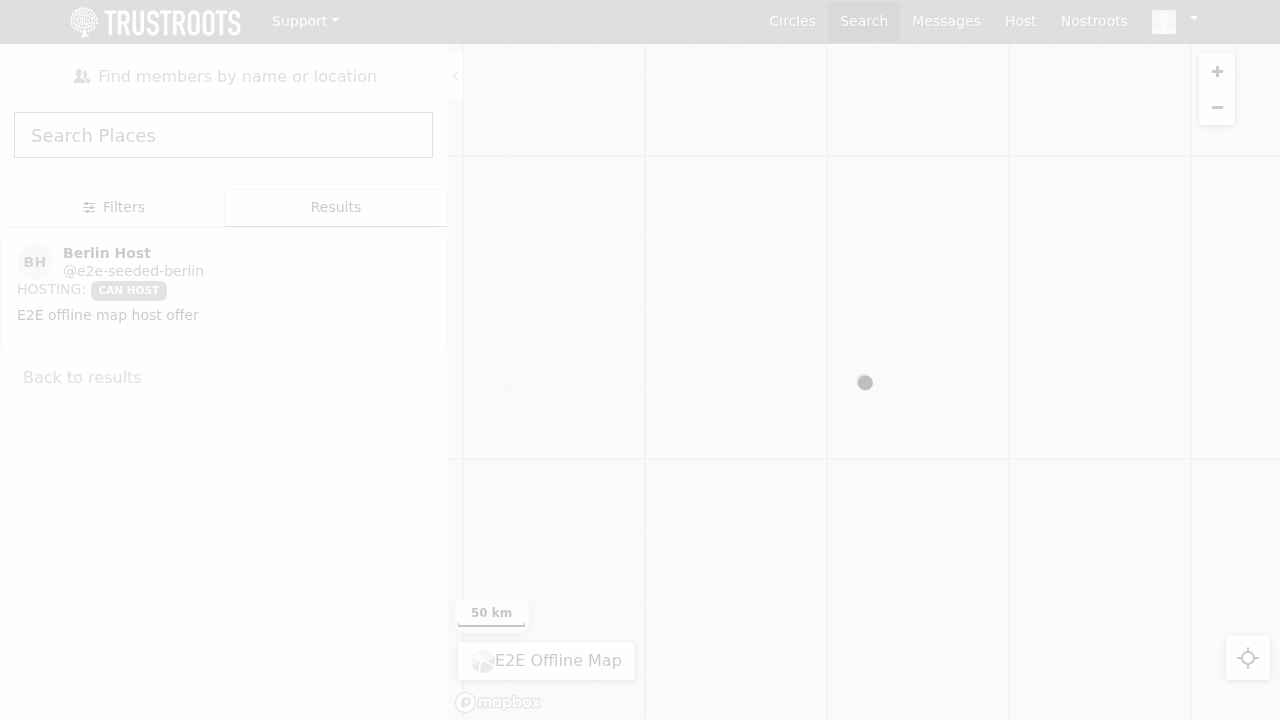 TRUSTROOTS
Support
Circles
Search
Messages
Host
Nostroots
Find members by name or location
Search Places
Filters
Results
BH
Berlin Host
@e2e-seeded-berlin
HOSTING: CAN HOST
E2E offline map host offer
Back to results
50 km
E2E Offline Map
mapbox